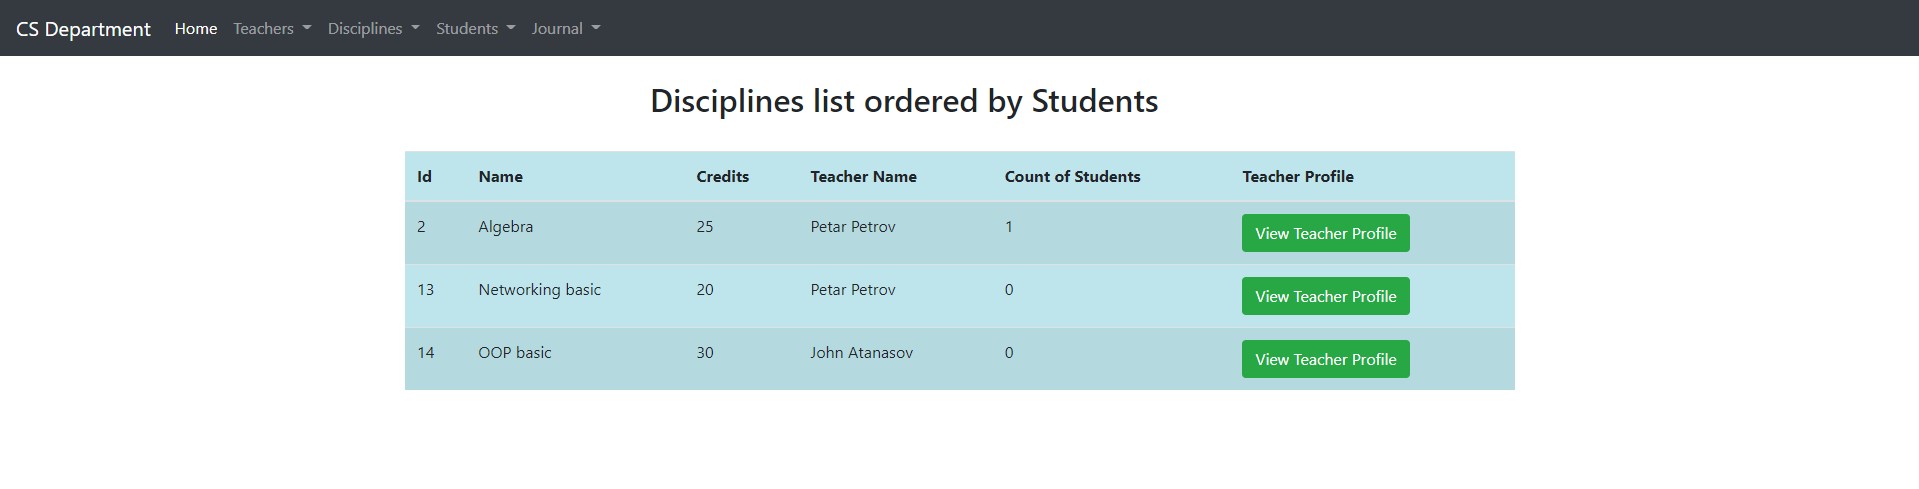 CS Department Home Teachers Disciplines Students Journal
Disciplines list ordered by Students
Id Name Credits Teacher Name Count of Students Teacher Profile
2 Algebra 25 Petar Petrov 1 View Teacher Profile
13 Networking basic 20 Petar Petrov 0 View Teacher Profile
14 OOP basic 30 John Atanasov 0 View Teacher Profile